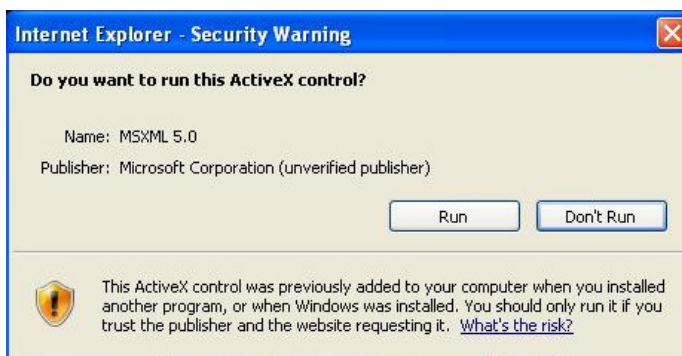 Internet Explorer - Security Warning
Do you want to run this ActiveX control?
Name: MSXML 5.0
Publisher: Microsoft Corporation (unverified publisher)
Run Don't Run
This ActiveX control was previously added to your computer when you installed
another program, or when Windows was installed. You should only run it if you
trust the publisher and the website requesting it. What's the risk?